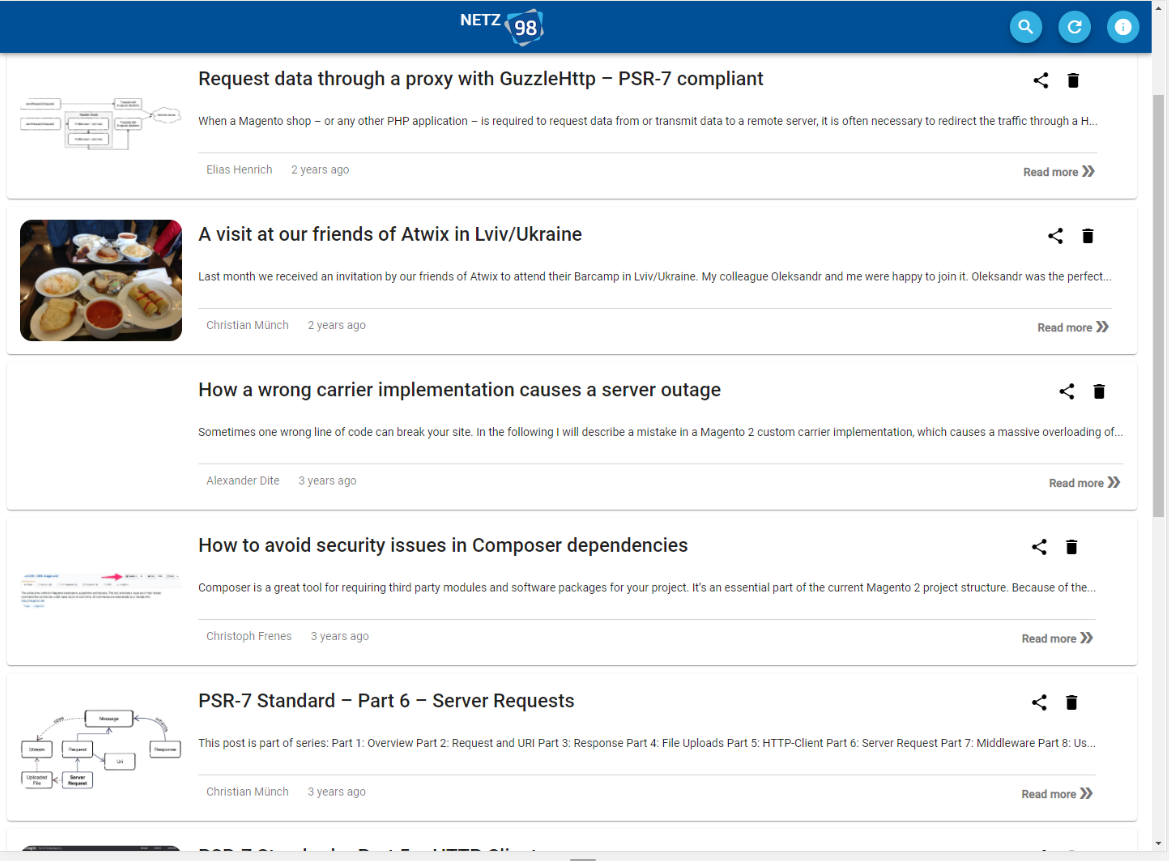 NETZ 98
Request data through a proxy with GuzzleHttp – PSR-7 compliant
When a Magento shop – or any other PHP application – is required to request data from or transmit data to a remote server, it is often necessary to redirect the traffic through a H...
Elias Henrich 2 years ago Read more
A visit at our friends of Atwix in Lviv/Ukraine
Last month we received an invitation by our friends of Atwix to attend their Barcamp in Lviv/Ukraine. My colleague Oleksandr and me were happy to join it. Oleksandr was the perfect...
Christian Münch 2 years ago Read more
How a wrong carrier implementation causes a server outage
Sometimes one wrong line of code can break your site. In the following I will describe a mistake in a Magento 2 custom carrier implementation, which causes a massive overloading of...
Alexander Dite 3 years ago Read more
How to avoid security issues in Composer dependencies
Composer is a great tool for requiring third party modules and software packages for your project. It's an essential part of the current Magento 2 project structure. Because of the...
Christoph Frenes 3 years ago Read more
PSR-7 Standard – Part 6 – Server Requests
This post is part of series: Part 1: Overview Part 2: Request and URI Part 3: Response Part 4: File Uploads Part 5: HTTP-Client Part 6: Server Request Part 7: Middleware Part 8: Us...
Message
Stream Request Response
Uri
Uploaded File Server Request
Christian Münch 3 years ago Read more